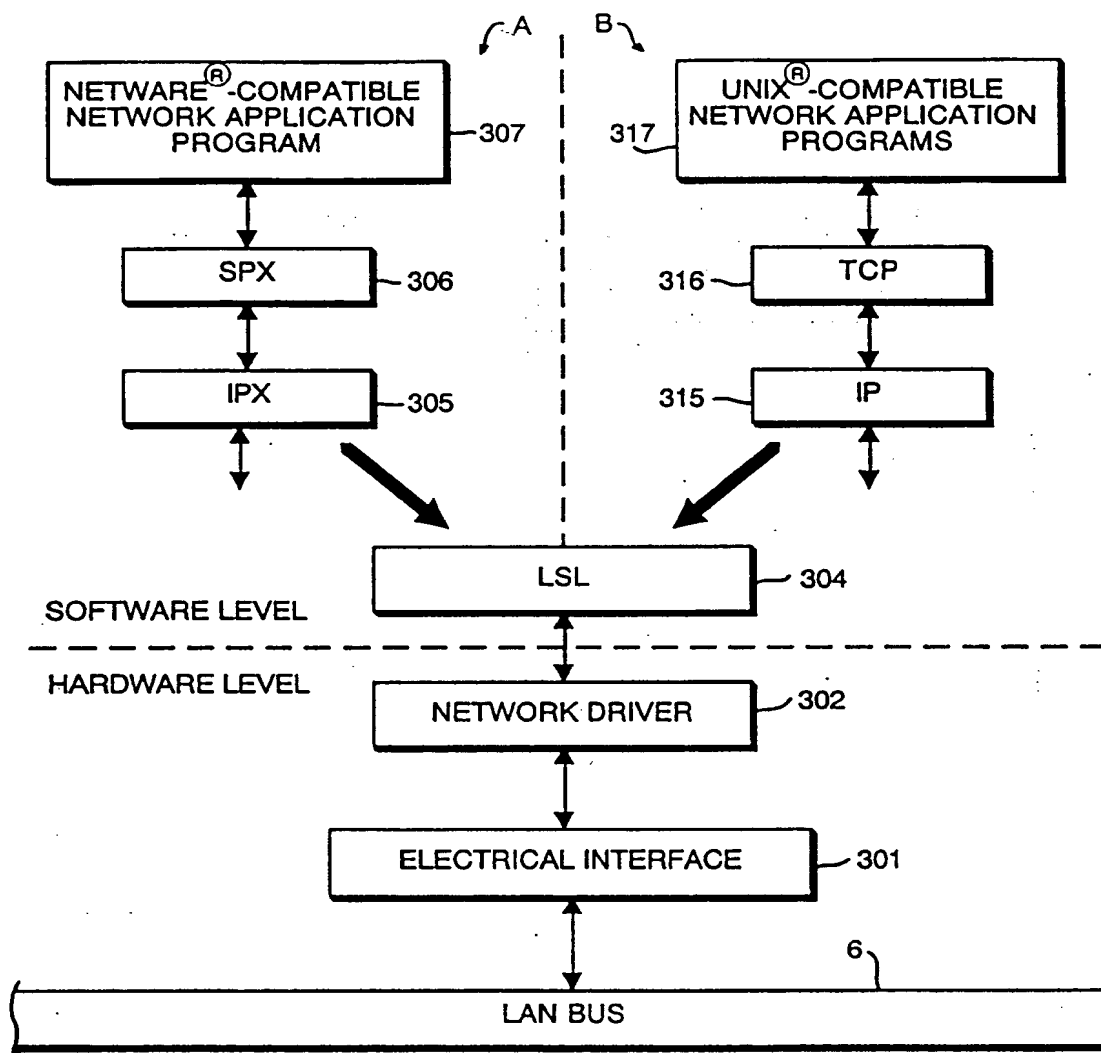 A
B
NETWARE®-COMPATIBLE
NETWORK APPLICATION
PROGRAM
307
UNIX®-COMPATIBLE
NETWORK APPLICATION
PROGRAMS
317
SPX
306
TCP
316
IPX
305
IP
315
LSL
304
SOFTWARE LEVEL
HARDWARE LEVEL
NETWORK DRIVER
302
ELECTRICAL INTERFACE
301
6
LAN BUS